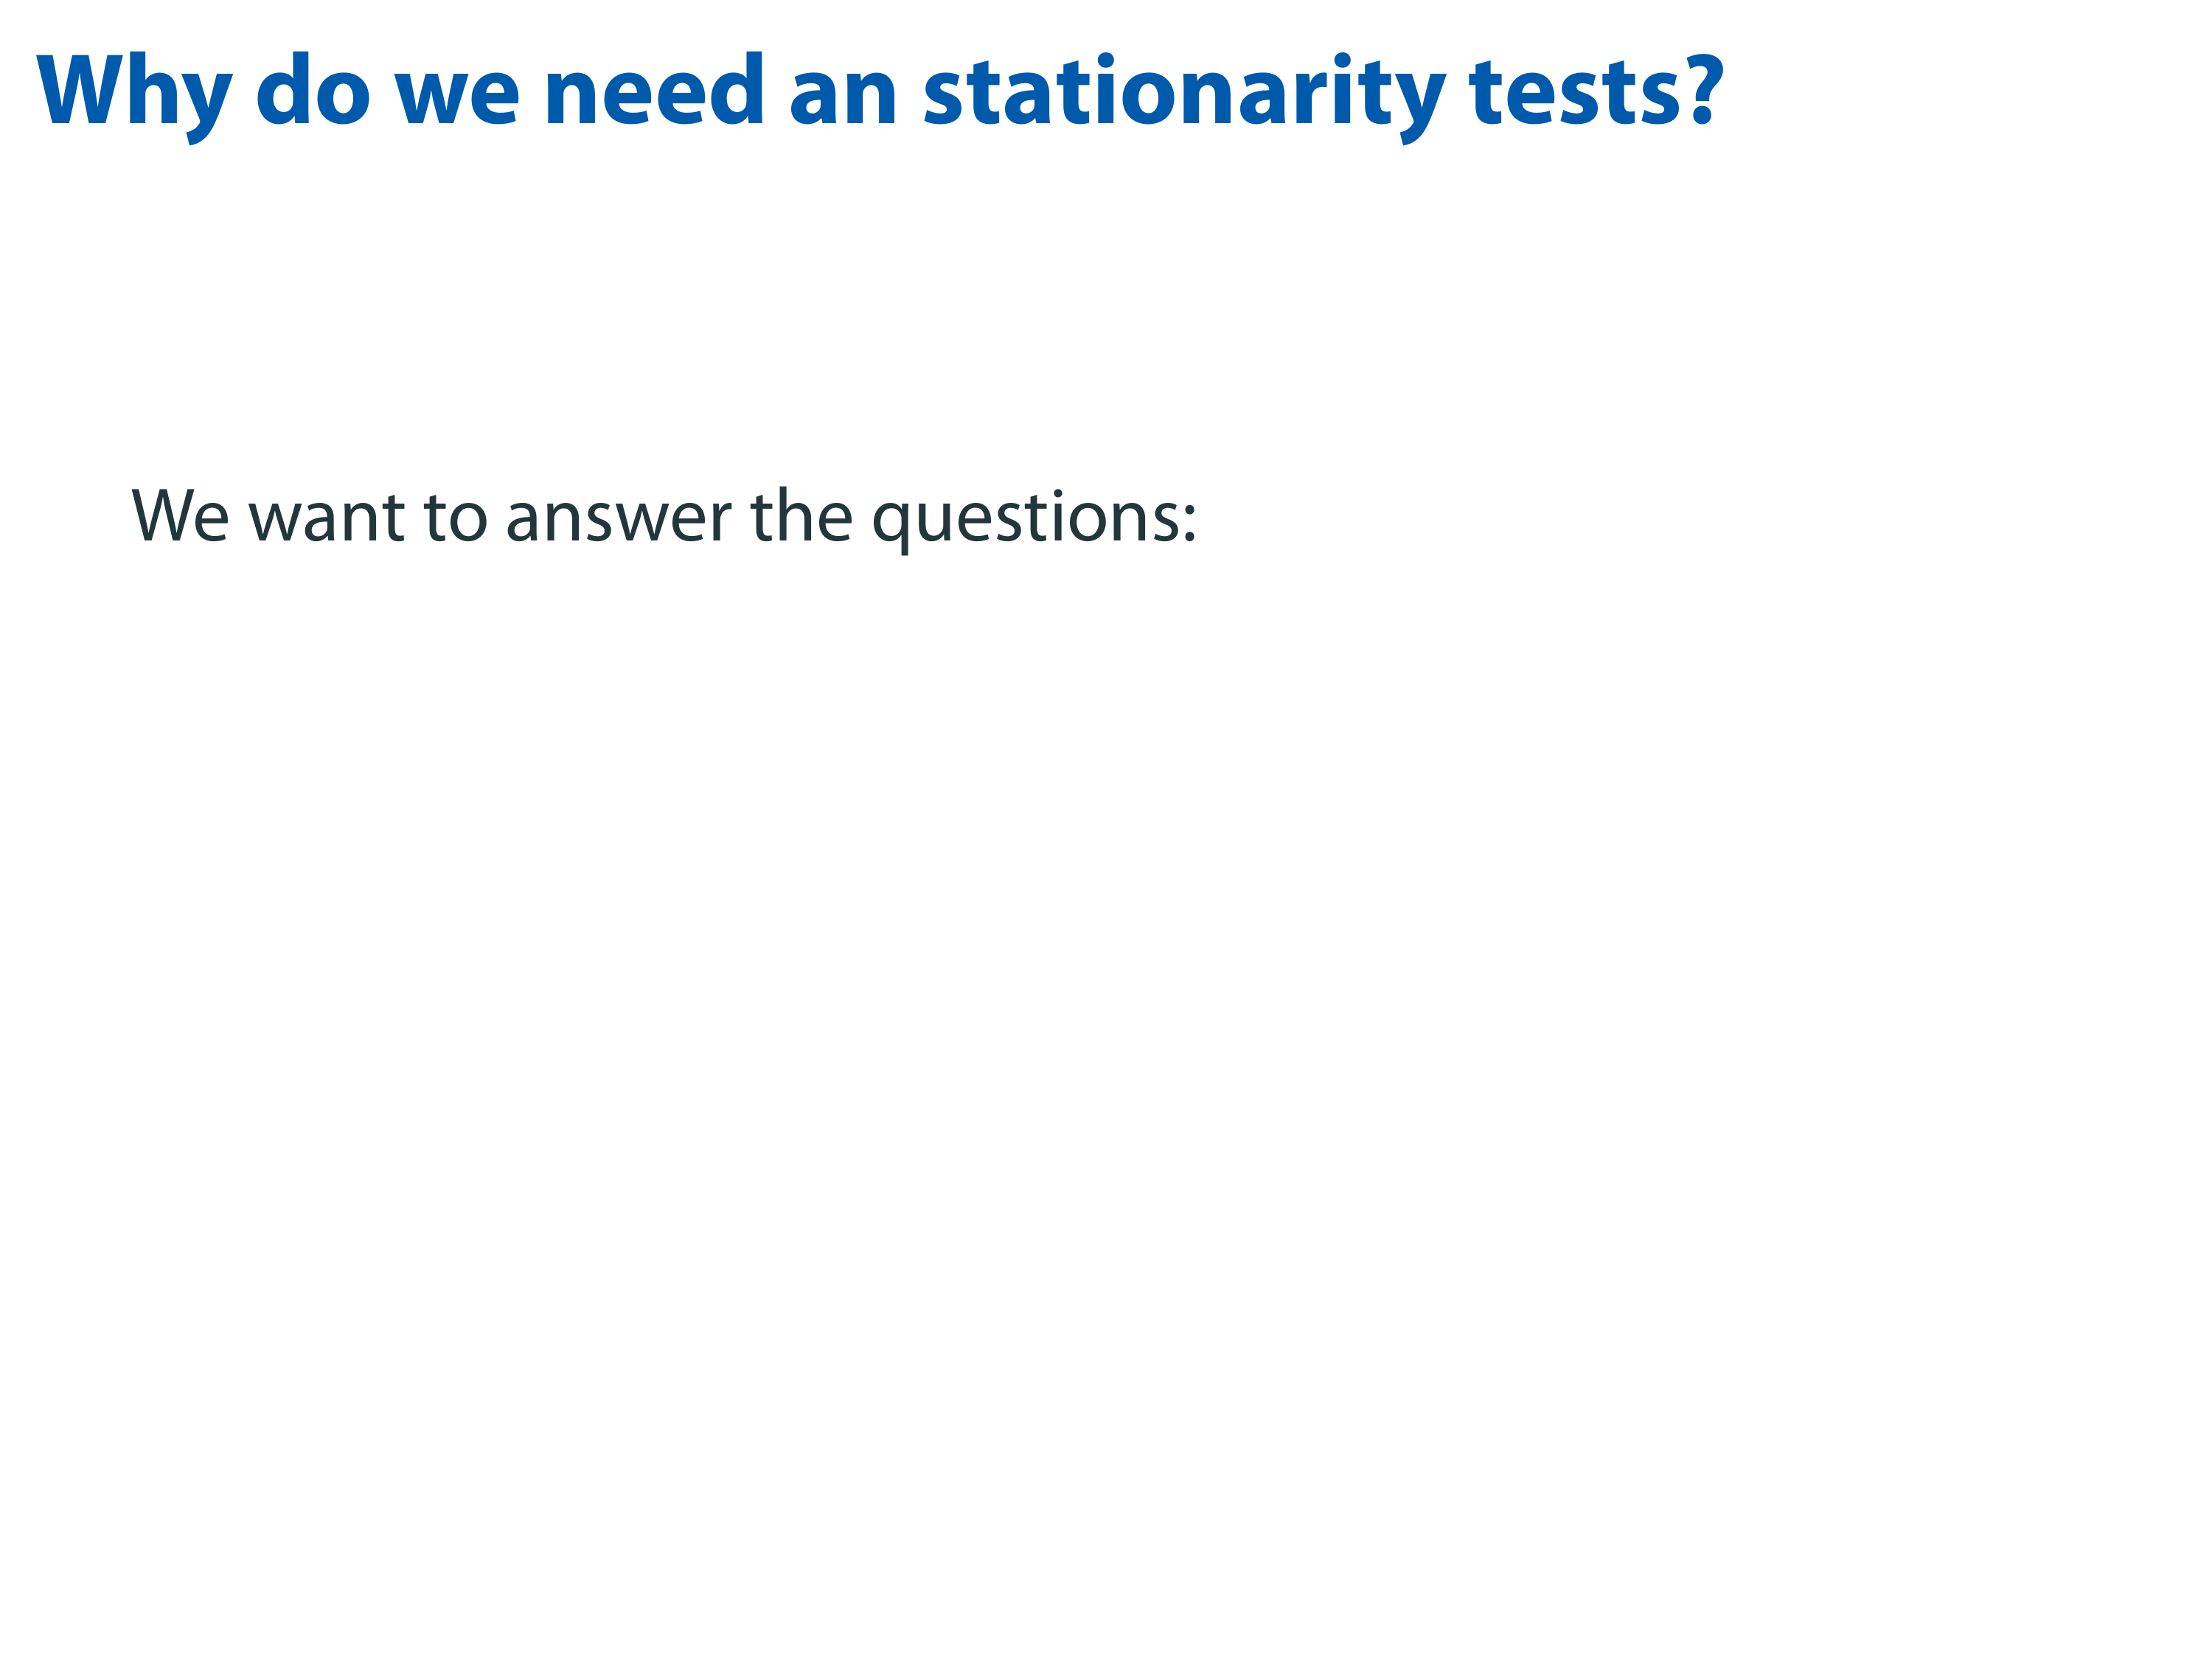 Why do we need an stationarity tests?
We want to answer the questions: